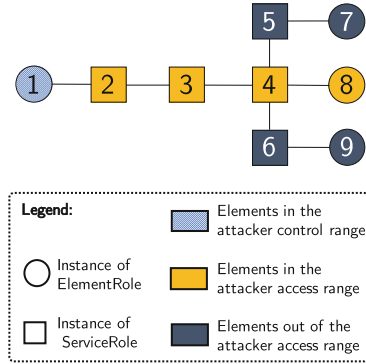 5 7
1 2 3 4 8
6 9
Legend:
Instance of
ElementRole
Instance of
ServiceRole
Elements in the
attacker control range
Elements in the
attacker access range
Elements out of the
attacker access range